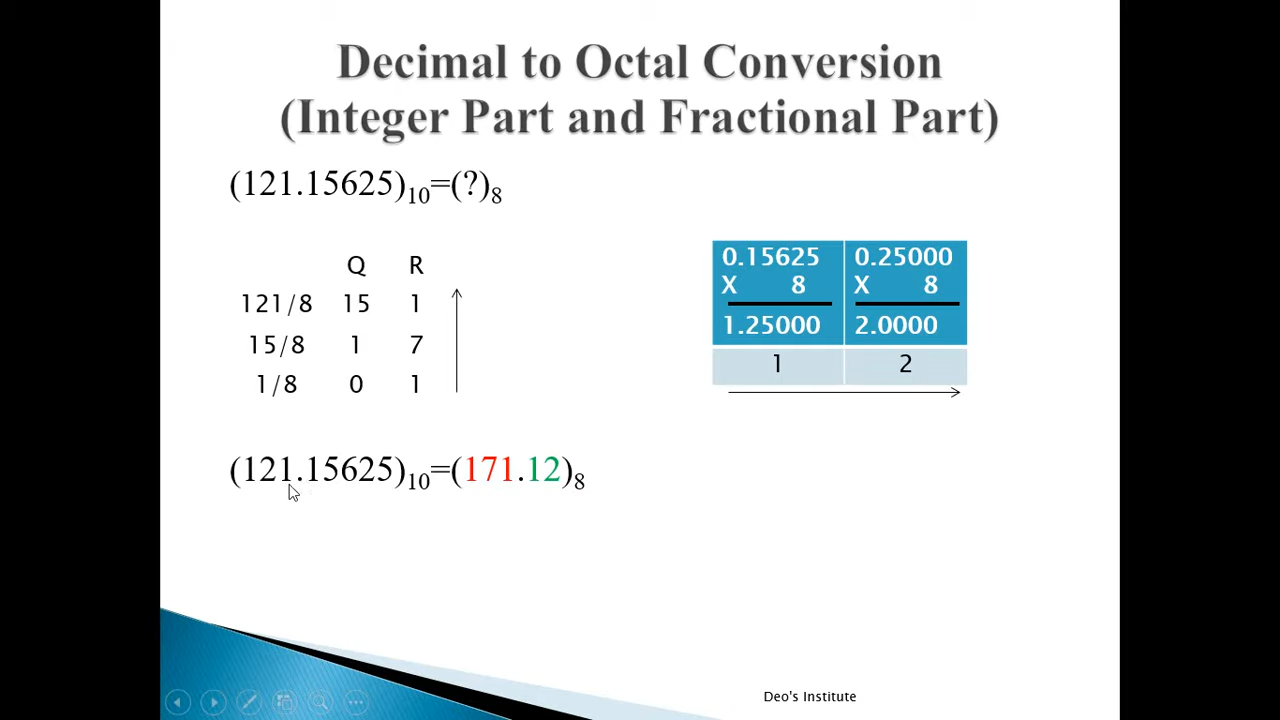 Decimal to Octal Conversion
(Integer Part and Fractional Part)
(121.15625)₁₀=(?)₈
Q R
121/8 15 1
15/8 1 7
1/8 0 1
0.15625 0.25000
X 8 X 8
1.25000 2.0000
1 2
(121.15625)₁₀=(171.12)₈
Deo's Institute